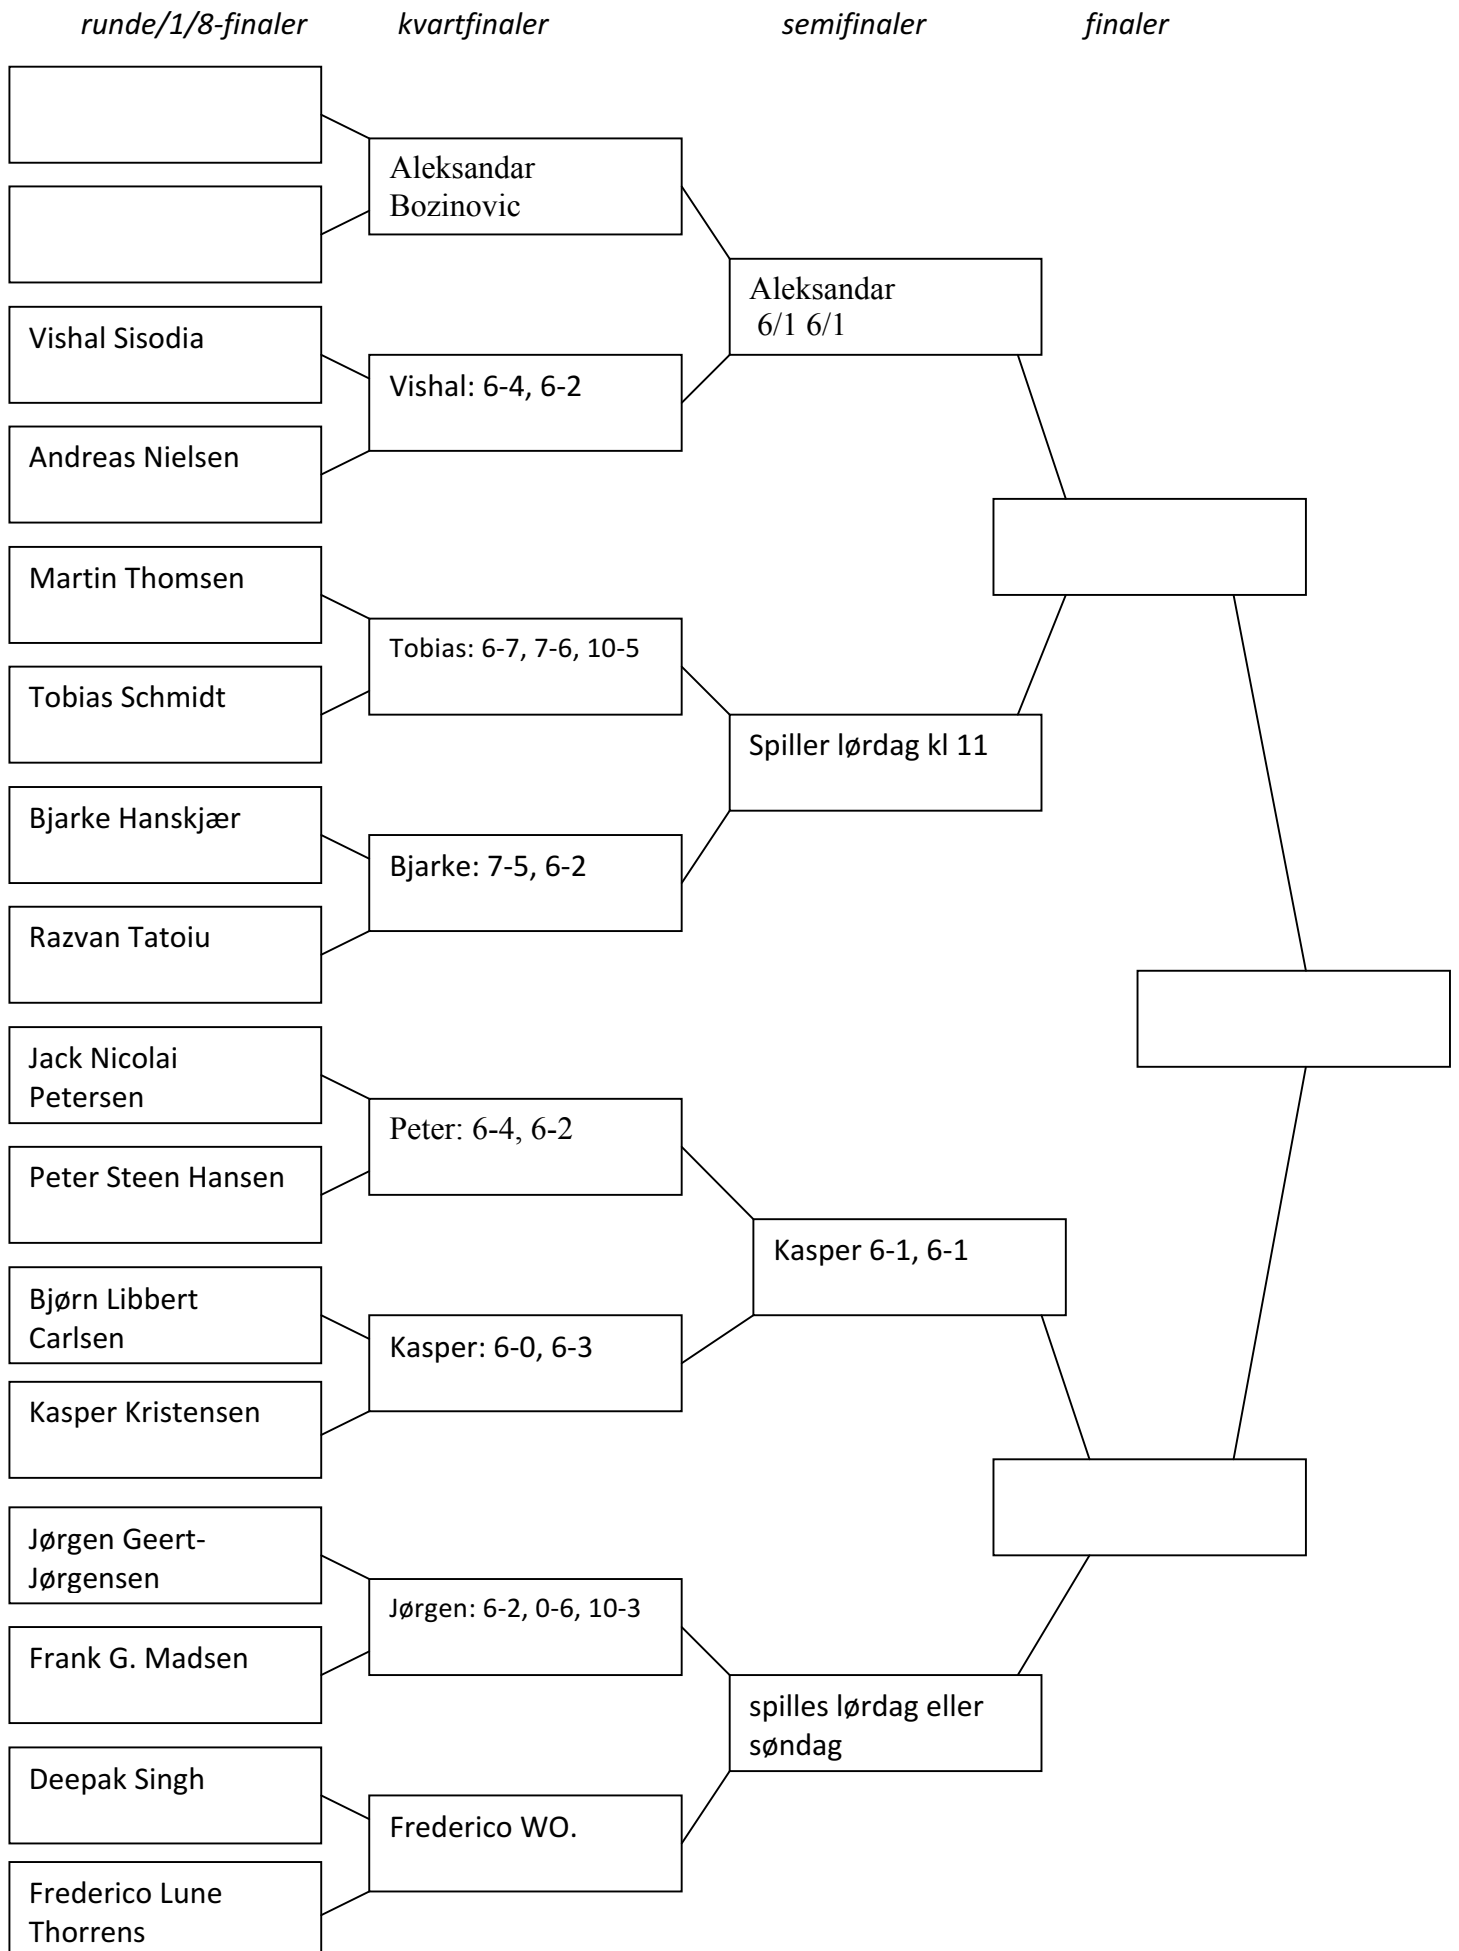 runde/1/8-finaler kvartfinaler semifinaler finaler
Aleksandar
Bozinovic
Aleksandar
6/1 6/1
Vishal Sisodia
Vishal: 6-4, 6-2
Andreas Nielsen
Martin Thomsen
Tobias: 6-7, 7-6, 10-5
Tobias Schmidt
Spiller lørdag kl 11
Bjarke Hanskjær
Bjarke: 7-5, 6-2
Razvan Tatoiu
Jack Nicolai
Petersen
Peter: 6-4, 6-2
Peter Steen Hansen
Kasper 6-1, 6-1
Bjørn Libbert
Carlsen
Kasper: 6-0, 6-3
Kasper Kristensen
Jørgen Geert-
Jørgensen
Jørgen: 6-2, 0-6, 10-3
Frank G. Madsen
spilles lørdag eller
søndag
Deepak Singh
Frederico WO.
Frederico Lune
Thorrens